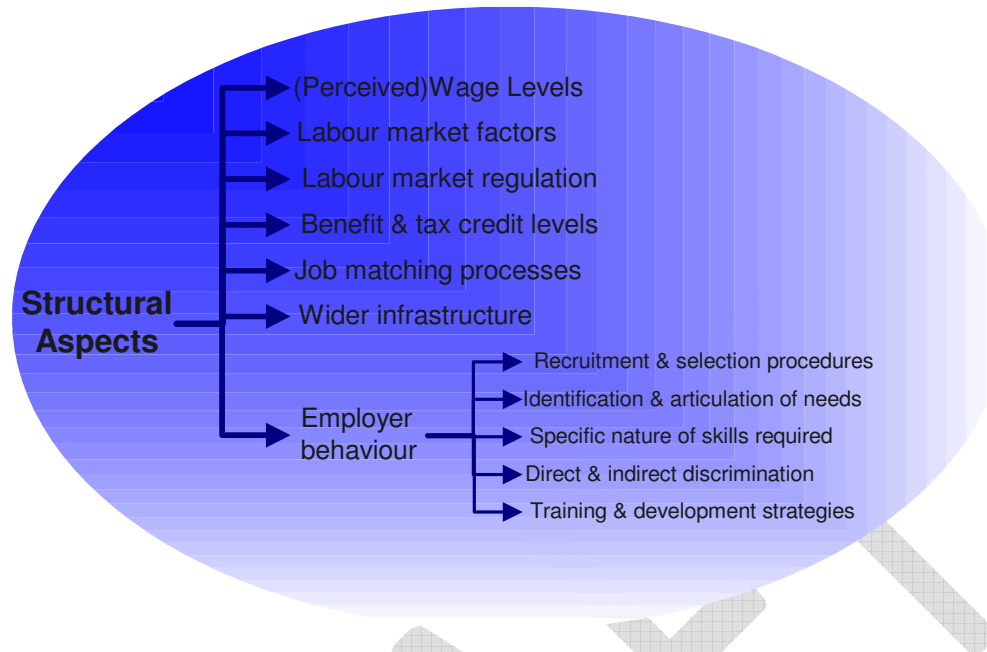 (Perceived)Wage Levels
Labour market factors
Labour market regulation
Benefit & tax credit levels
Job matching processes
Wider infrastructure
Structural
Aspects
Employer
behaviour
Recruitment & selection procedures
Identification & articulation of needs
Specific nature of skills required
Direct & indirect discrimination
Training & development strategies